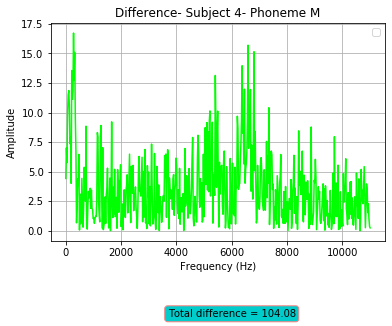 Difference- Subject 4- Phoneme M
17.5
15.0
12.5
10.0
7.5
5.0
2.5
0.0
Amplitude
0 2000 4000 6000 8000 10000
Frequency (Hz)
Total difference = 104.08